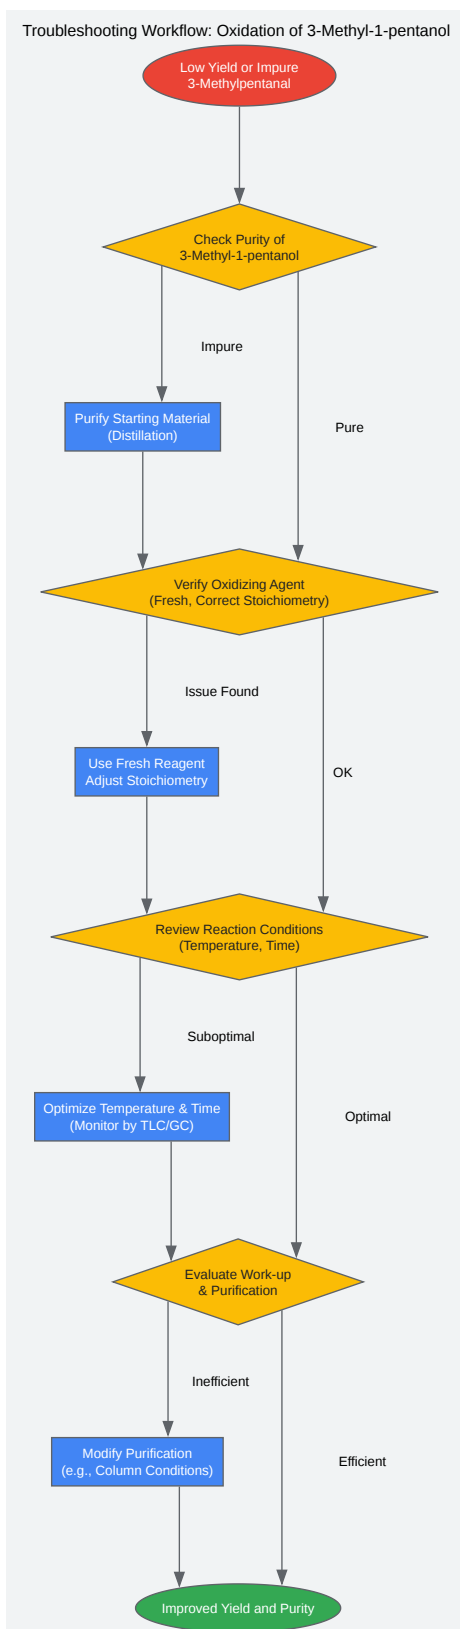 Troubleshooting Workflow: Oxidation of 3-Methyl-1-pentanol
Low Yield or Impure
3-Methylpentanal
Check Purity of
3-Methyl-1-pentanol
Impure
Pure
Purify Starting Material
(Distillation)
Verify Oxidizing Agent
(Fresh, Correct Stoichiometry)
Issue Found
OK
Use Fresh Reagent
Adjust Stoichiometry
Review Reaction Conditions
(Temperature, Time)
Suboptimal
Optimal
Optimize Temperature & Time
(Monitor by TLC/GC)
Evaluate Work-up
& Purification
Inefficient
Efficient
Modify Purification
(e.g., Column Conditions)
Improved Yield and Purity